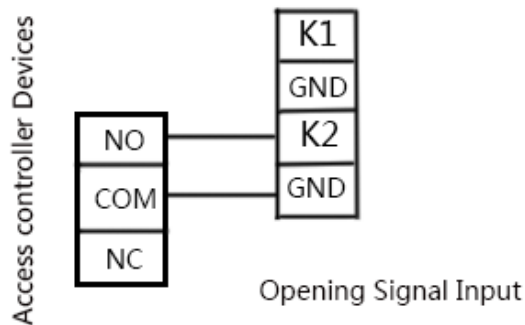 Access controller Devices
NO
COM
NC
K1
GND
K2
GND
Opening Signal Input